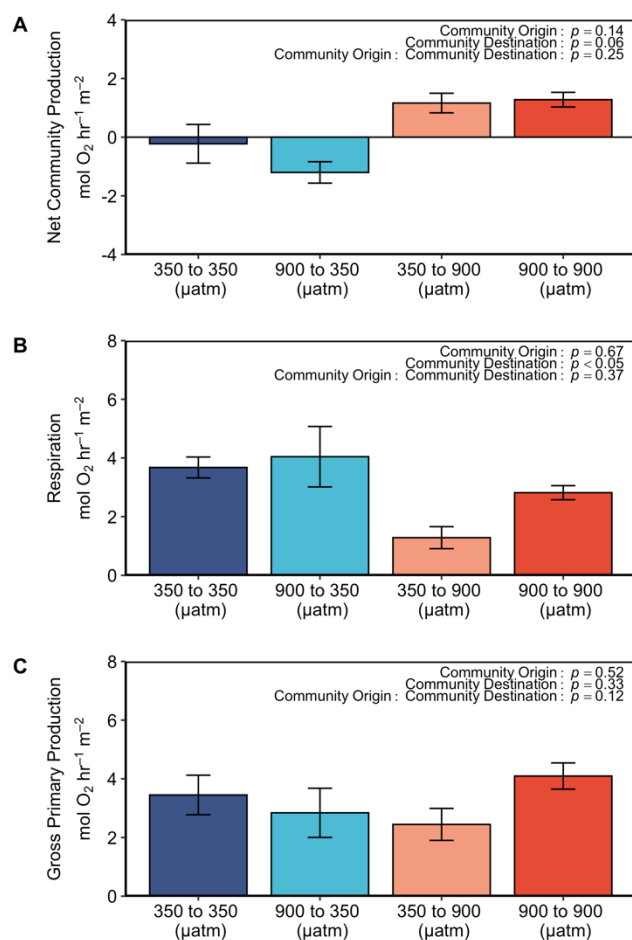 A
Community Origin : p = 0.14
Community Destination : p = 0.06
Community Origin : Community Destination : p = 0.25
Net Community Production
mol O₂ hr⁻¹ m⁻²
4
2
0
-2
-4
350 to 350
(µatm)
900 to 350
(µatm)
350 to 900
(µatm)
900 to 900
(µatm)
B
Community Origin : p = 0.67
Community Destination : p < 0.05
Community Origin : Community Destination : p = 0.37
Respiration
mol O₂ hr⁻¹ m⁻²
8
6
4
2
0
350 to 350
(µatm)
900 to 350
(µatm)
350 to 900
(µatm)
900 to 900
(µatm)
C
Community Origin : p = 0.52
Community Destination : p = 0.33
Community Origin : Community Destination : p = 0.12
Gross Primary Production
mol O₂ hr⁻¹ m⁻²
8
6
4
2
0
350 to 350
(µatm)
900 to 350
(µatm)
350 to 900
(µatm)
900 to 900
(µatm)